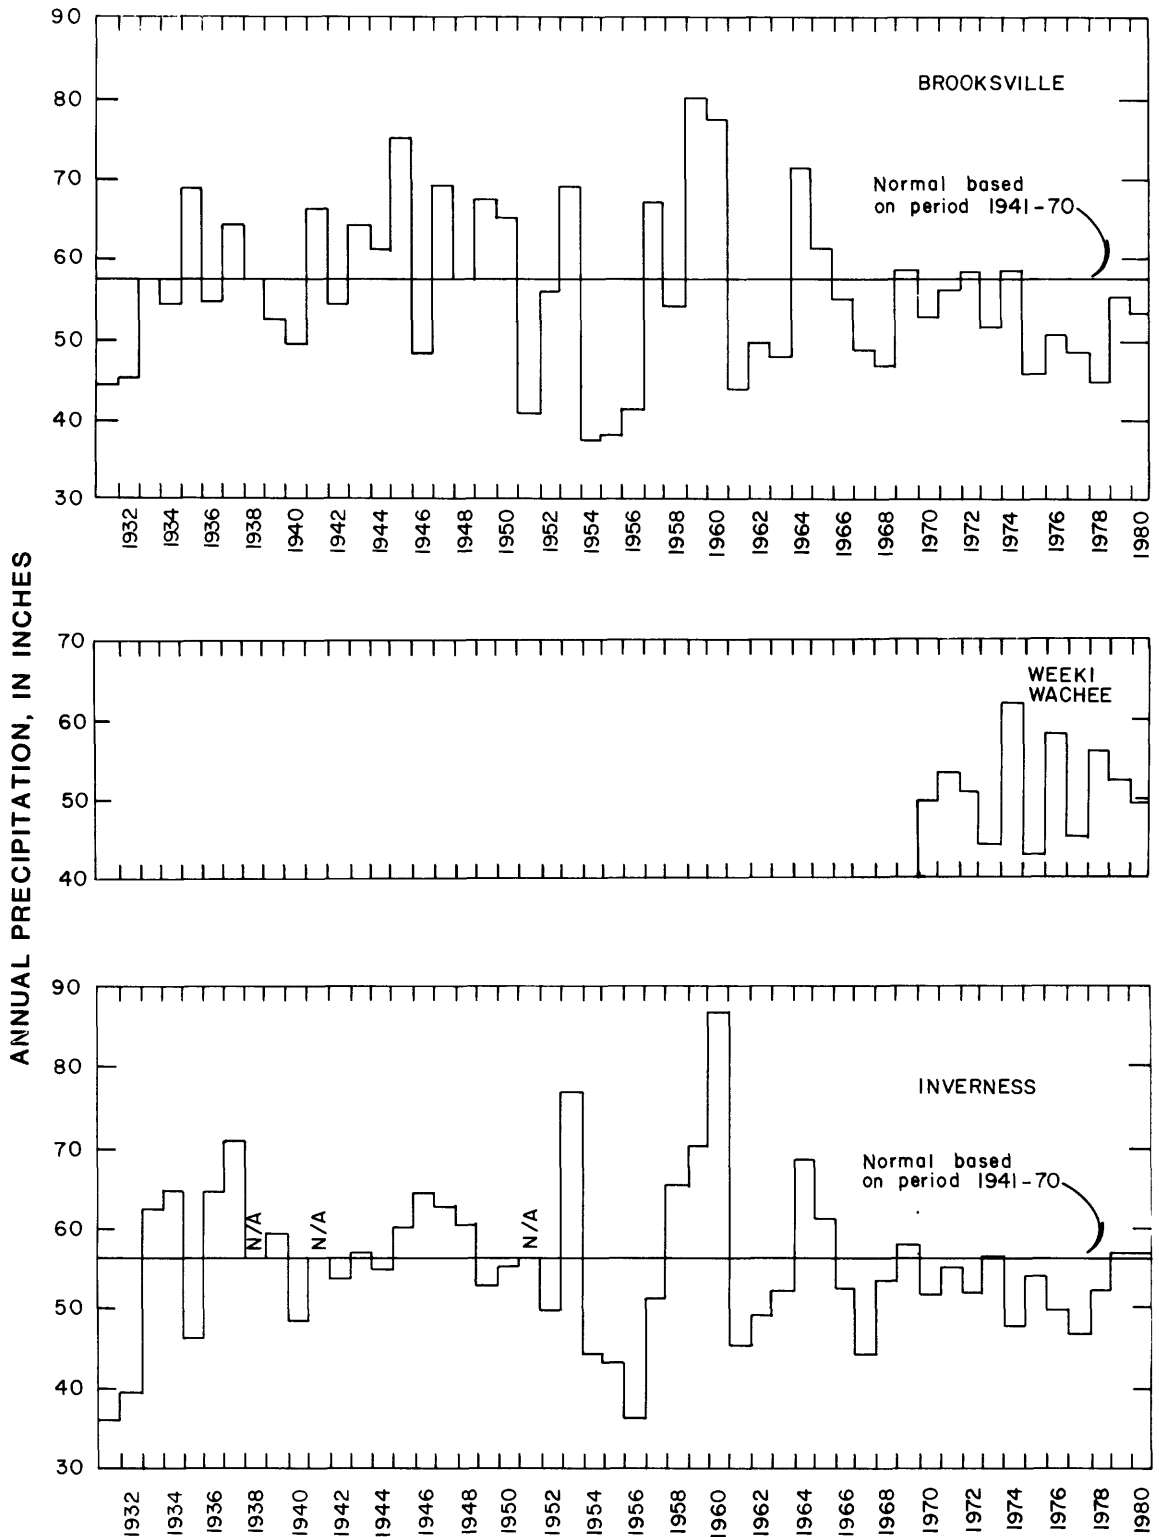 ANNUAL PRECIPITATION, IN INCHES
90
80
70
60
50
40
30
BROOKSVILLE
Normal based
on period 1941-70
1932 1934 1936 1938 1940 1942 1944 1946 1948 1950 1952 1954 1956 1958 1960 1962 1964 1966 1968 1970 1972 1974 1976 1978 1980
70
60
50
40
WEEKI
WACHEE
90
80
70
60
50
40
30
INVERNESS
Normal based
on period 1941-70
N/A
N/A
N/A
1932 1934 1936 1938 1940 1942 1944 1946 1948 1950 1952 1954 1956 1958 1960 1962 1964 1966 1968 1970 1972 1974 1976 1978 1980